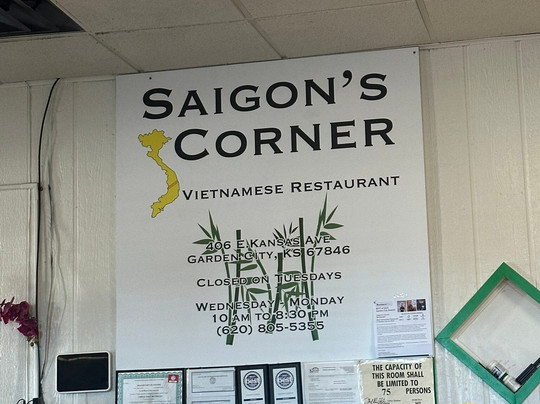 SAIGON'S
CORNER
VIETNAMESE RESTAURANT
406 E KANSAS AVE
GARDEN CITY, KS 67846
CLOSED ON TUESDAYS
WEDNESDAY - MONDAY
10 AM TO 8:30 PM
(620) 805-5355
THE CAPACITY OF
THIS ROOM SHALL
BE LIMITED TO
75 PERSONS